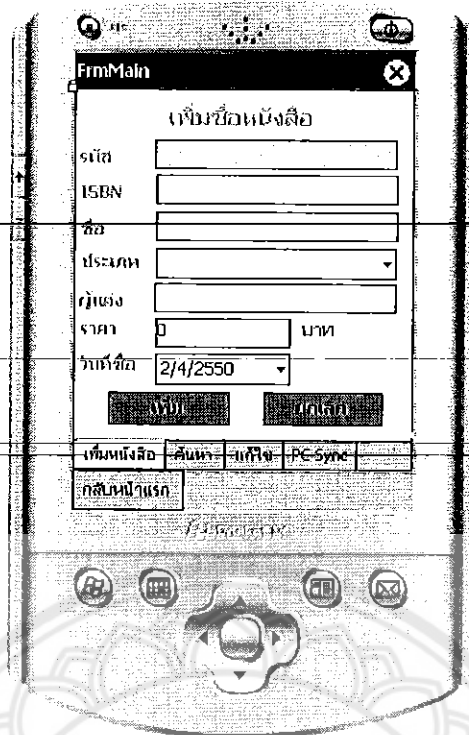 FrmMain
เพิ่มชื่อหนังสือ
รหัส
ISBN
ชื่อ
ประเภท
ผู้แต่ง
ราคา 0 บาท
วันที่ซื้อ 2/4/2550
เพิ่ม ยกเลิก
เพิ่มหนังสือ ค้นหา แก้ไข PC Sync
กลับหน้าแรก